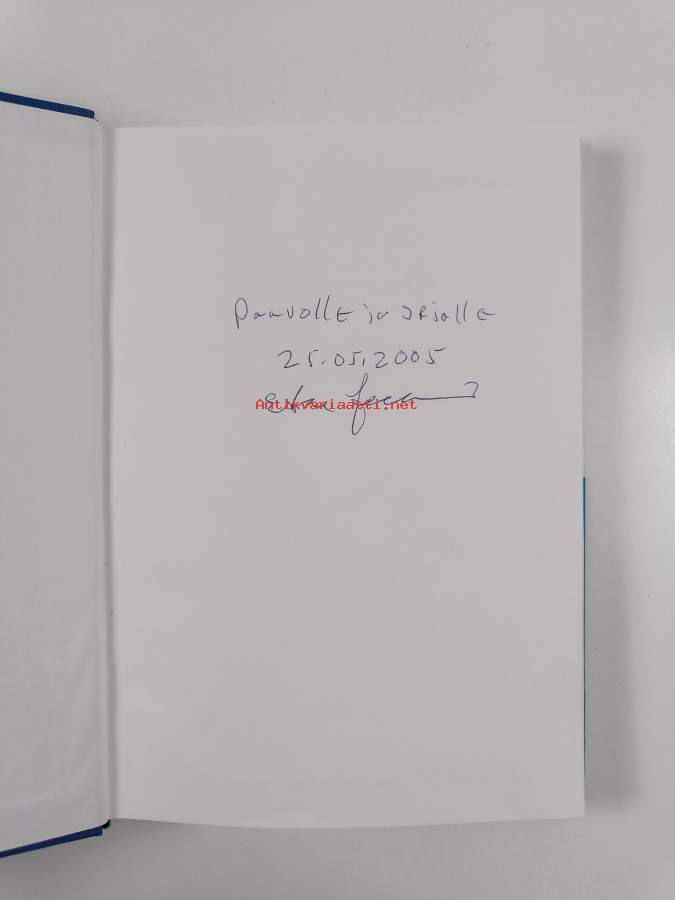 Paavolle ja Irjalle
25.05.2005
Antikvariaatti.net